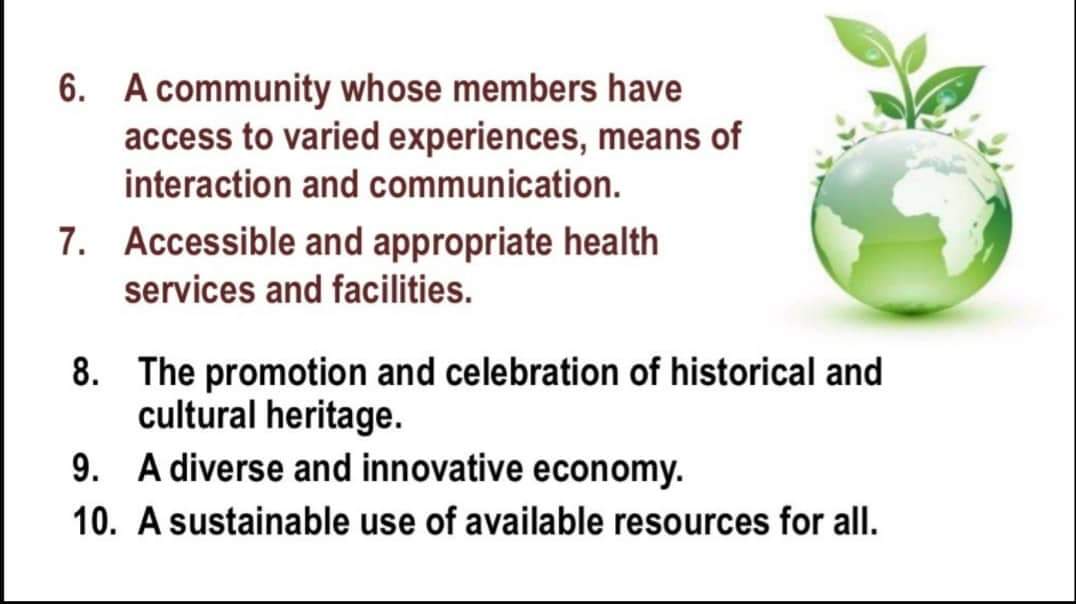 6. A community whose members have
access to varied experiences, means of
interaction and communication.
7. Accessible and appropriate health
services and facilities.
8. The promotion and celebration of historical and
cultural heritage.
9. A diverse and innovative economy.
10. A sustainable use of available resources for all.